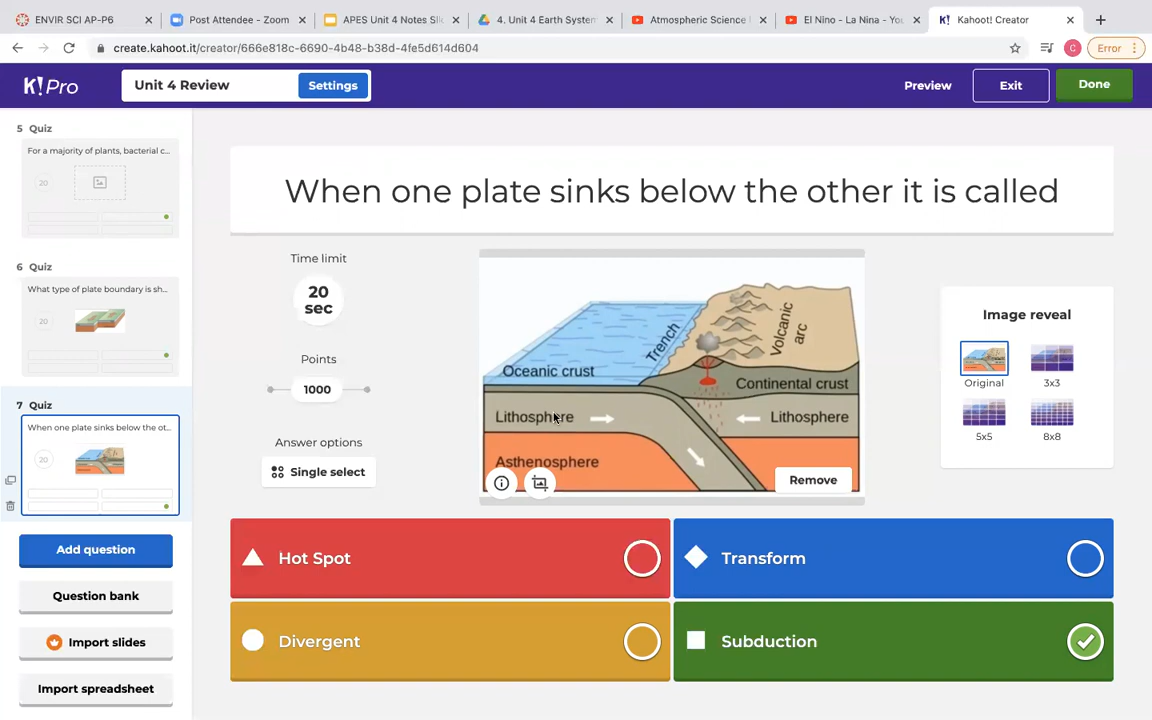 ENVIR SCI AP-P6
Post Attendee - Zoom
APES Unit 4 Notes Sli
4. Unit 4 Earth System
Atmospheric Science
El Nino - La Nina - You
Kahoot! Creator
create.kahoot.it/creator/666e818c-6690-4b48-b38d-4fe5d614d604
C
Error
K!Pro
Unit 4 Review
Settings
Preview
Exit
Done
5 Quiz
For a majority of plants, bacterial c...
20
6 Quiz
What type of plate boundary is sh...
20
7 Quiz
When one plate sinks below the ot...
20
Add question
Question bank
Import slides
Import spreadsheet
When one plate sinks below the other it is called
Time limit
20
sec
Points
1000
Answer options
Single select
Trench
Volcanic
arc
Oceanic crust
Continental crust
Lithosphere
Lithosphere
Asthenosphere
Remove
Image reveal
Original
3x3
5x5
8x8
Hot Spot
Transform
Divergent
Subduction